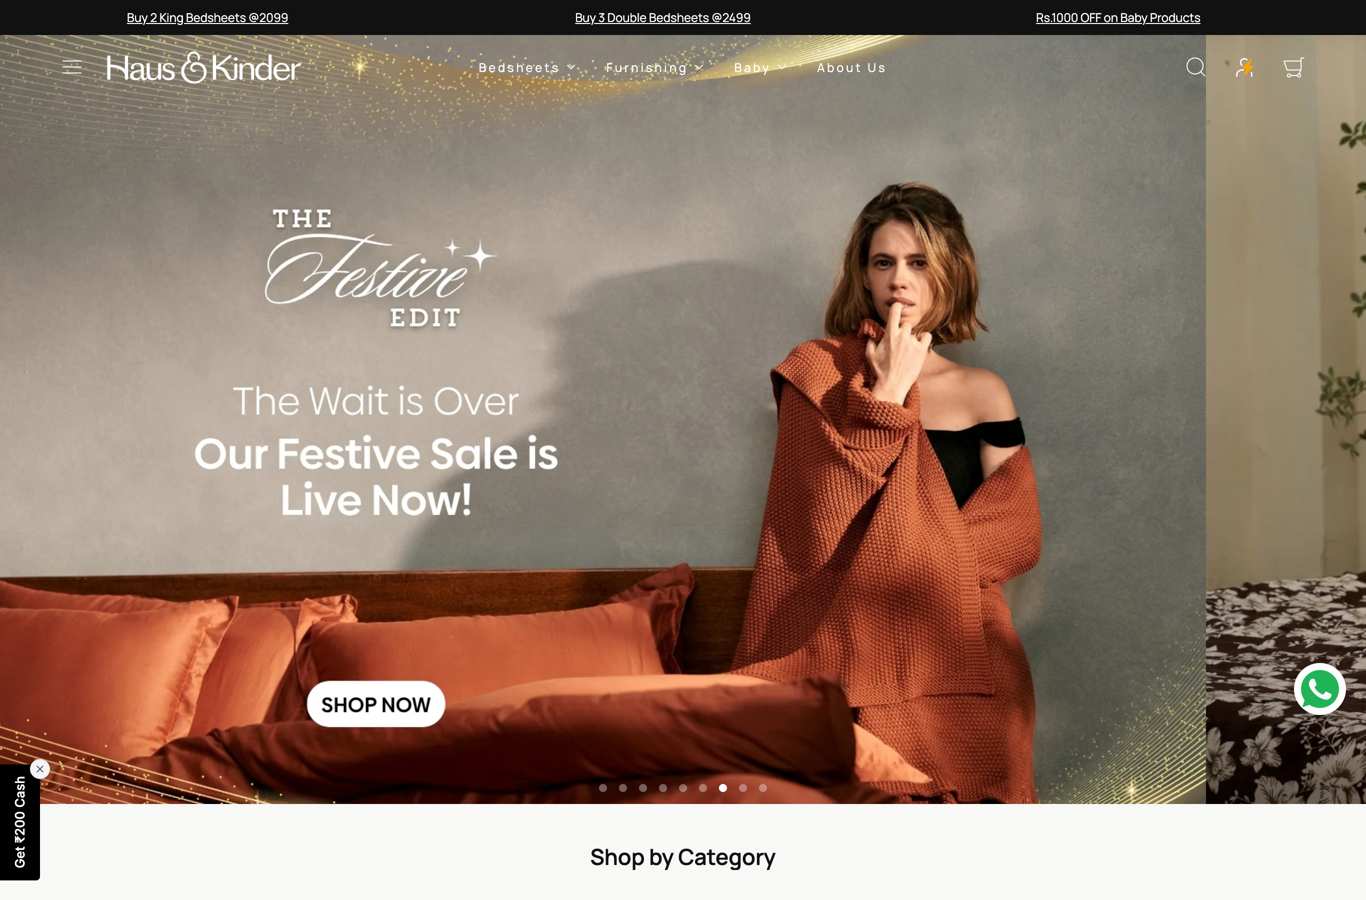 Buy 2 King Bedsheets @2099
Buy 3 Double Bedsheets @2499
Rs.1000 OFF on Baby Products
Haus & Kinder
Bedsheets
Furnishing
Baby
About Us
THE
Festive
EDIT
The Wait is Over
Our Festive Sale is
Live Now!
SHOP NOW
Get ₹200 Cash
Shop by Category